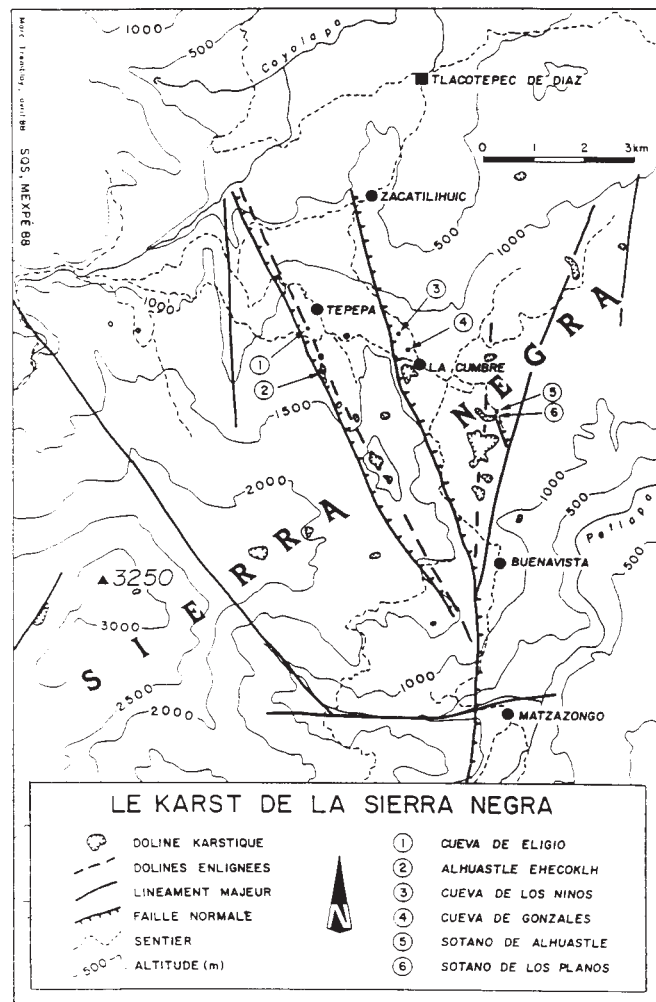 1000
500
Coyolapa
TLACOTEPEC DE DIAZ
Marc Tremblay, avril 88 SQS, MEXPÉ 88
0 1 2 3 km
ZACATILIHUIC
500
1000
1000
TEPEPA
3
4
1
LA CUMBRE
2
5
6
1500
2000
1000
500
Petlapa
500
BUENAVISTA
3250
3000
SIERRA NEGRA
2500
2000
1000
MATZAZONGO
LE KARST DE LA SIERRA NEGRA
DOLINE KARSTIQUE
DOLINES ENLIGNEES
LINEAMENT MAJEUR
FAILLE NORMALE
SENTIER
500 ALTITUDE (m)
N
1 CUEVA DE ELIGIO
2 ALHUASTLE EHECOKLH
3 CUEVA DE LOS NINOS
4 CUEVA DE GONZALES
5 SOTANO DE ALHUASTLE
6 SOTANO DE LOS PLANOS